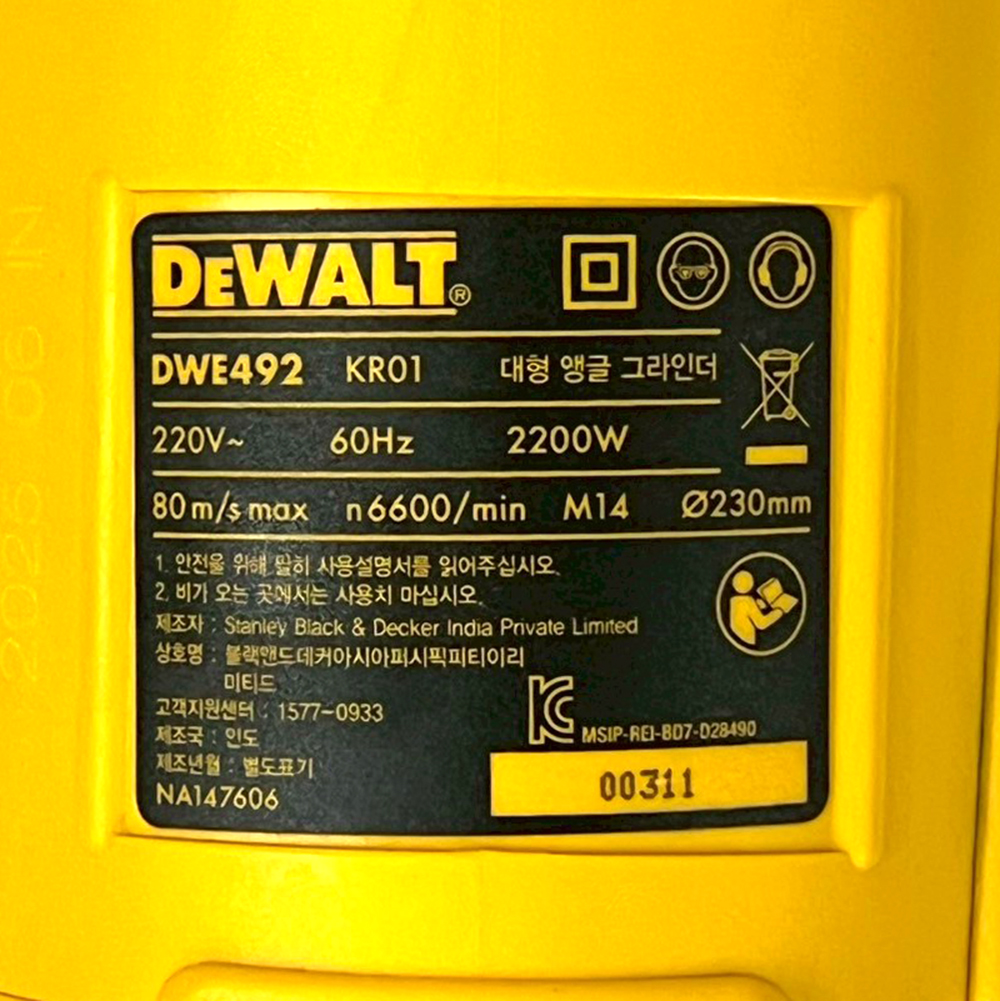 DEWALT®
DWE492 KR01 대형 앵글 그라인더
220V~ 60Hz 2200W
80 m/s max n 6600/min M14 Ø230mm
1. 안전을 위해 필히 사용설명서를 읽어주십시오.
2. 비가 오는 곳에서는 사용치 마십시오.
제조자 : Stanley Black & Decker India Private Limited
상호명 : 블랙앤드데커아시아퍼시픽피티이리
미티드
고객지원센터 : 1577-0933
제조국 : 인도
제조년월 : 별도표기
NA147606
MSIP-REI-BD7-D28490
00311
2025 06 IN